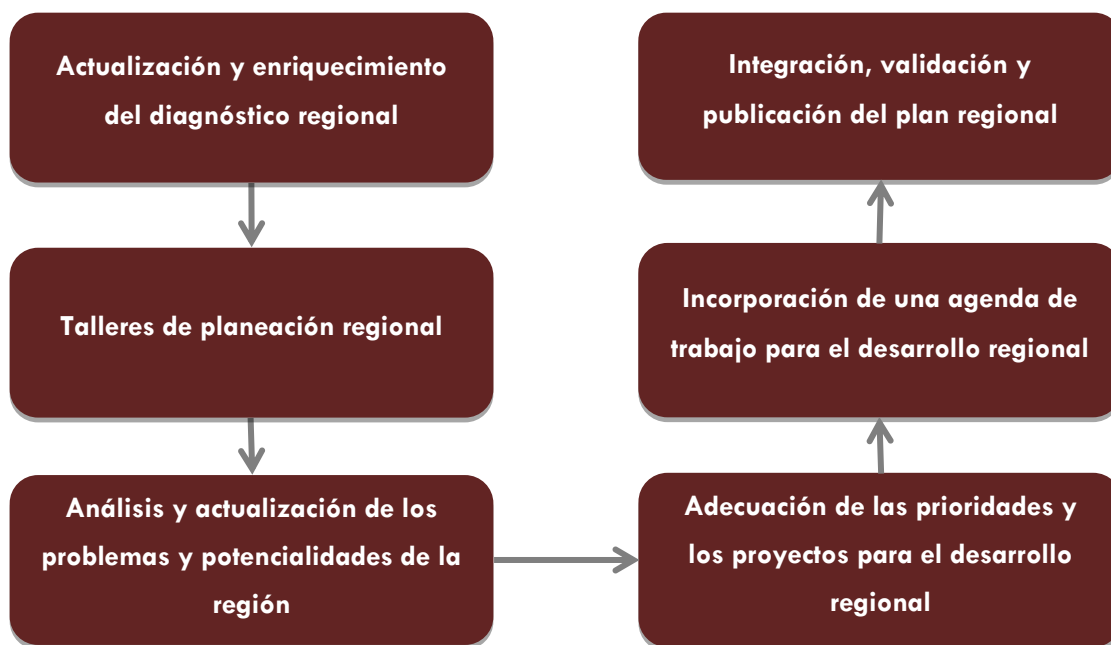 Actualización y enriquecimiento
del diagnóstico regional
Talleres de planeación regional
Análisis y actualización de los
problemas y potencialidades de la
región
Adecuación de las prioridades y
los proyectos para el desarrollo
regional
Incorporación de una agenda de
trabajo para el desarrollo regional
Integración, validación y
publicación del plan regional